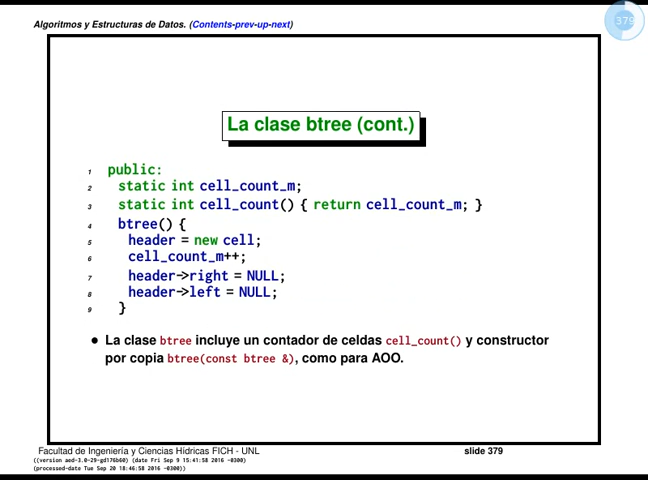 Algoritmos y Estructuras de Datos. (Contents-prev-up-next)
379
La clase btree (cont.)
1 public:
2 static int cell_count_m;
3 static int cell_count() { return cell_count_m; }
4 btree() {
5 header = new cell;
6 cell_count_m++;
7 header->right = NULL;
8 header->left = NULL;
9 }
• La clase btree incluye un contador de celdas cell_count() y constructor
por copia btree(const btree &), como para AOO.
Facultad de Ingeniería y Ciencias Hídricas FICH - UNL slide 379
((version aed-3.0-29-gd176b60) (date Fri Sep 9 15:41:58 2016 -0300)
(processed-date Tue Sep 20 18:46:58 2016 -0300))